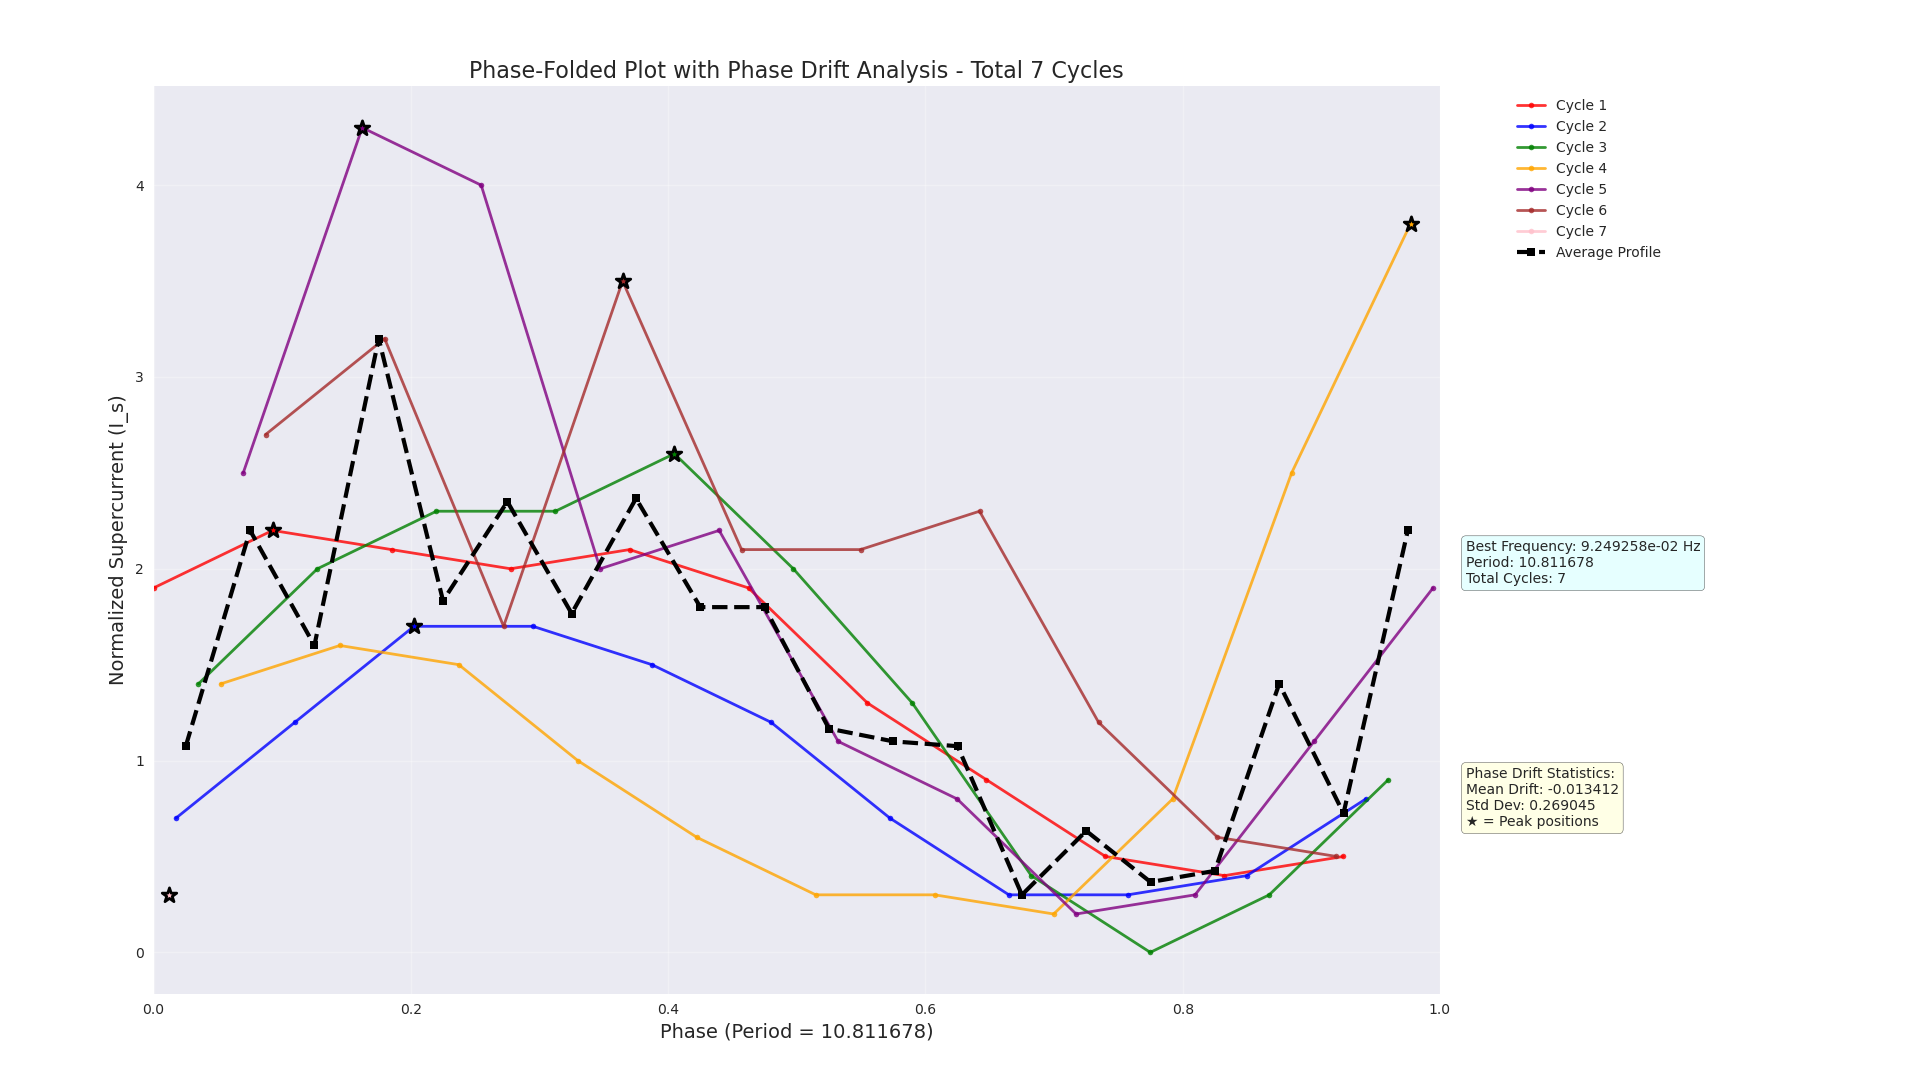 Phase-Folded Plot with Phase Drift Analysis - Total 7 Cycles
Normalized Supercurrent (I_s)
4
3
2
1
0
0.0
0.2
0.4
0.6
0.8
1.0
Phase (Period = 10.811678)
Cycle 1
Cycle 2
Cycle 3
Cycle 4
Cycle 5
Cycle 6
Cycle 7
Average Profile
Best Frequency: 9.249258e-02 Hz
Period: 10.811678
Total Cycles: 7
Phase Drift Statistics:
Mean Drift: -0.013412
Std Dev: 0.269045
★ = Peak positions